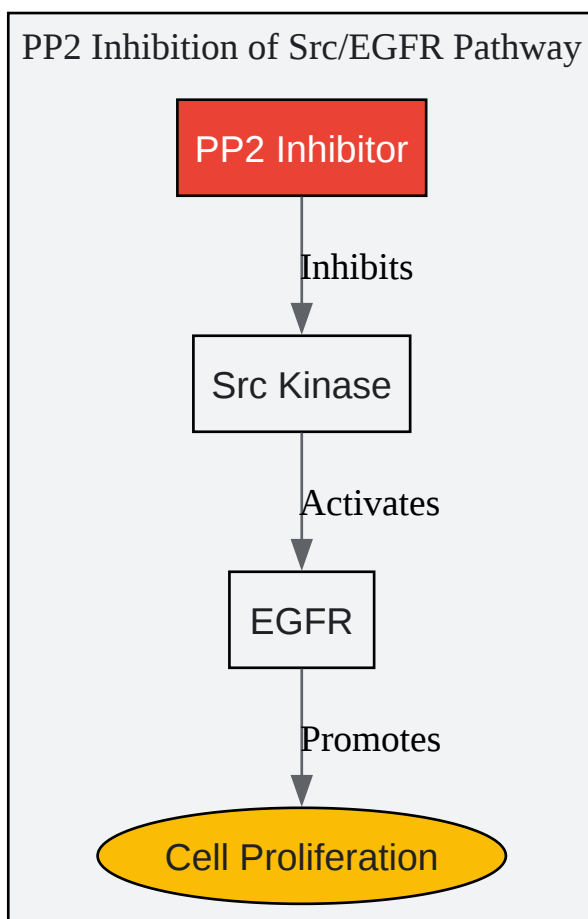 PP2 Inhibition of Src/EGFR Pathway
PP2 Inhibitor
Inhibits
Src Kinase
Activates
EGFR
Promotes
Cell Proliferation